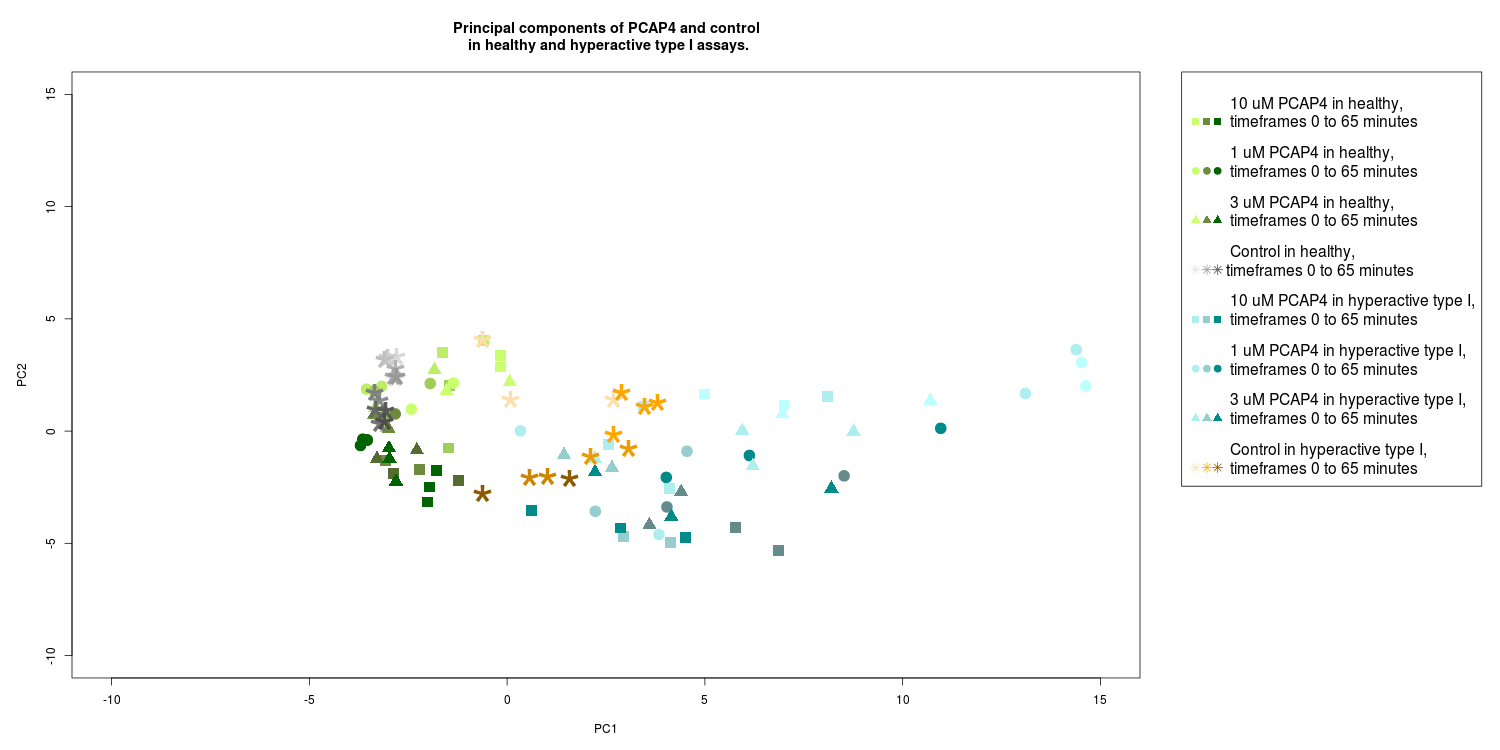 Principal components of PCAP4 and control
in healthy and hyperactive type I assays.
15
10
5
0
-5
-10
PC2
-10
-5
0
5
10
15
PC1
10 uM PCAP4 in healthy,
timeframes 0 to 65 minutes
1 uM PCAP4 in healthy,
timeframes 0 to 65 minutes
3 uM PCAP4 in healthy,
timeframes 0 to 65 minutes
Control in healthy,
timeframes 0 to 65 minutes
10 uM PCAP4 in hyperactive type I,
timeframes 0 to 65 minutes
1 uM PCAP4 in hyperactive type I,
timeframes 0 to 65 minutes
3 uM PCAP4 in hyperactive type I,
timeframes 0 to 65 minutes
Control in hyperactive type I,
timeframes 0 to 65 minutes